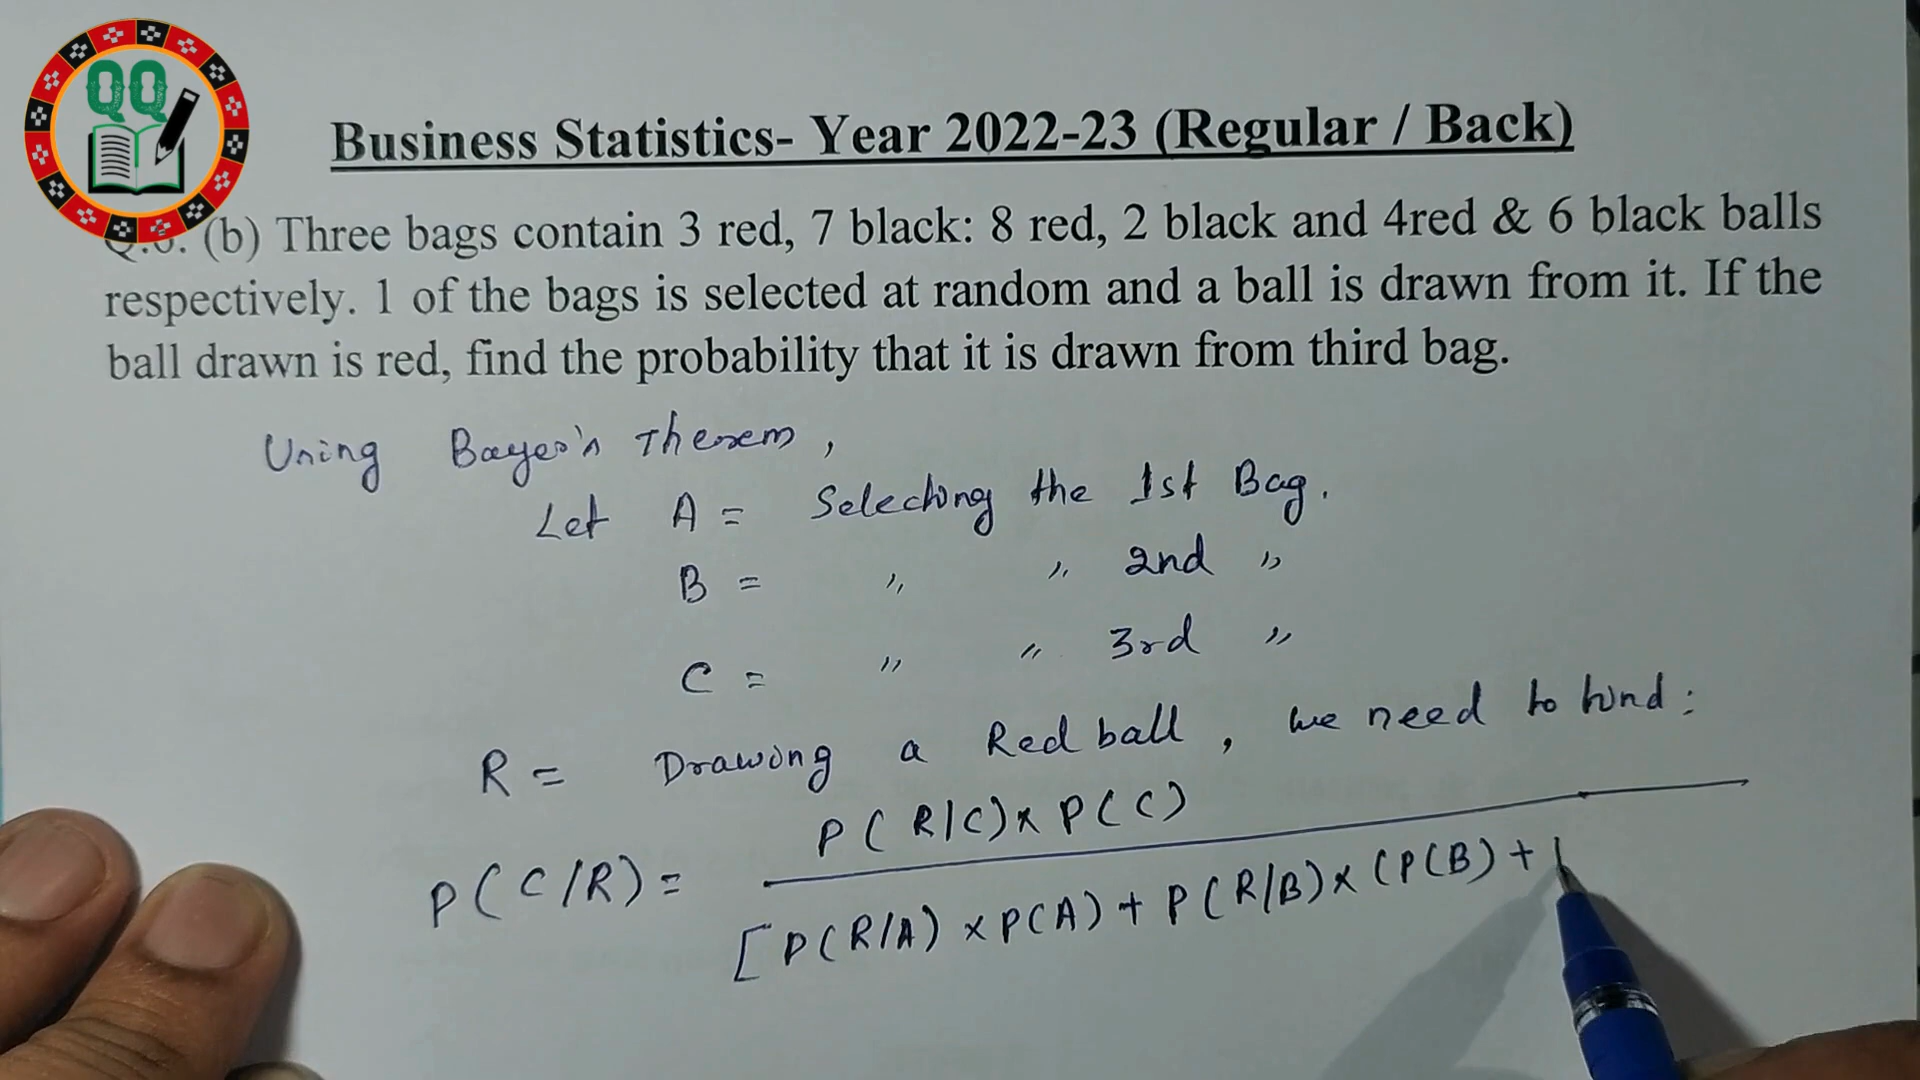 QQ
Business Statistics- Year 2022-23 (Regular / Back)
(b) Three bags contain 3 red, 7 black: 8 red, 2 black and 4red & 6 black balls
respectively. 1 of the bags is selected at random and a ball is drawn from it. If the
ball drawn is red, find the probability that it is drawn from third bag.
Using Bayes's Theorem,
Let A = Selecting the 1st Bag.
B = " " 2nd "
C = " " 3rd "
R = Drawing a Red ball, we need to find:
P(R|C)x P(C)
P(C/R) =
[P(R/A) x P(A) + P(R/B) x (P(B) +